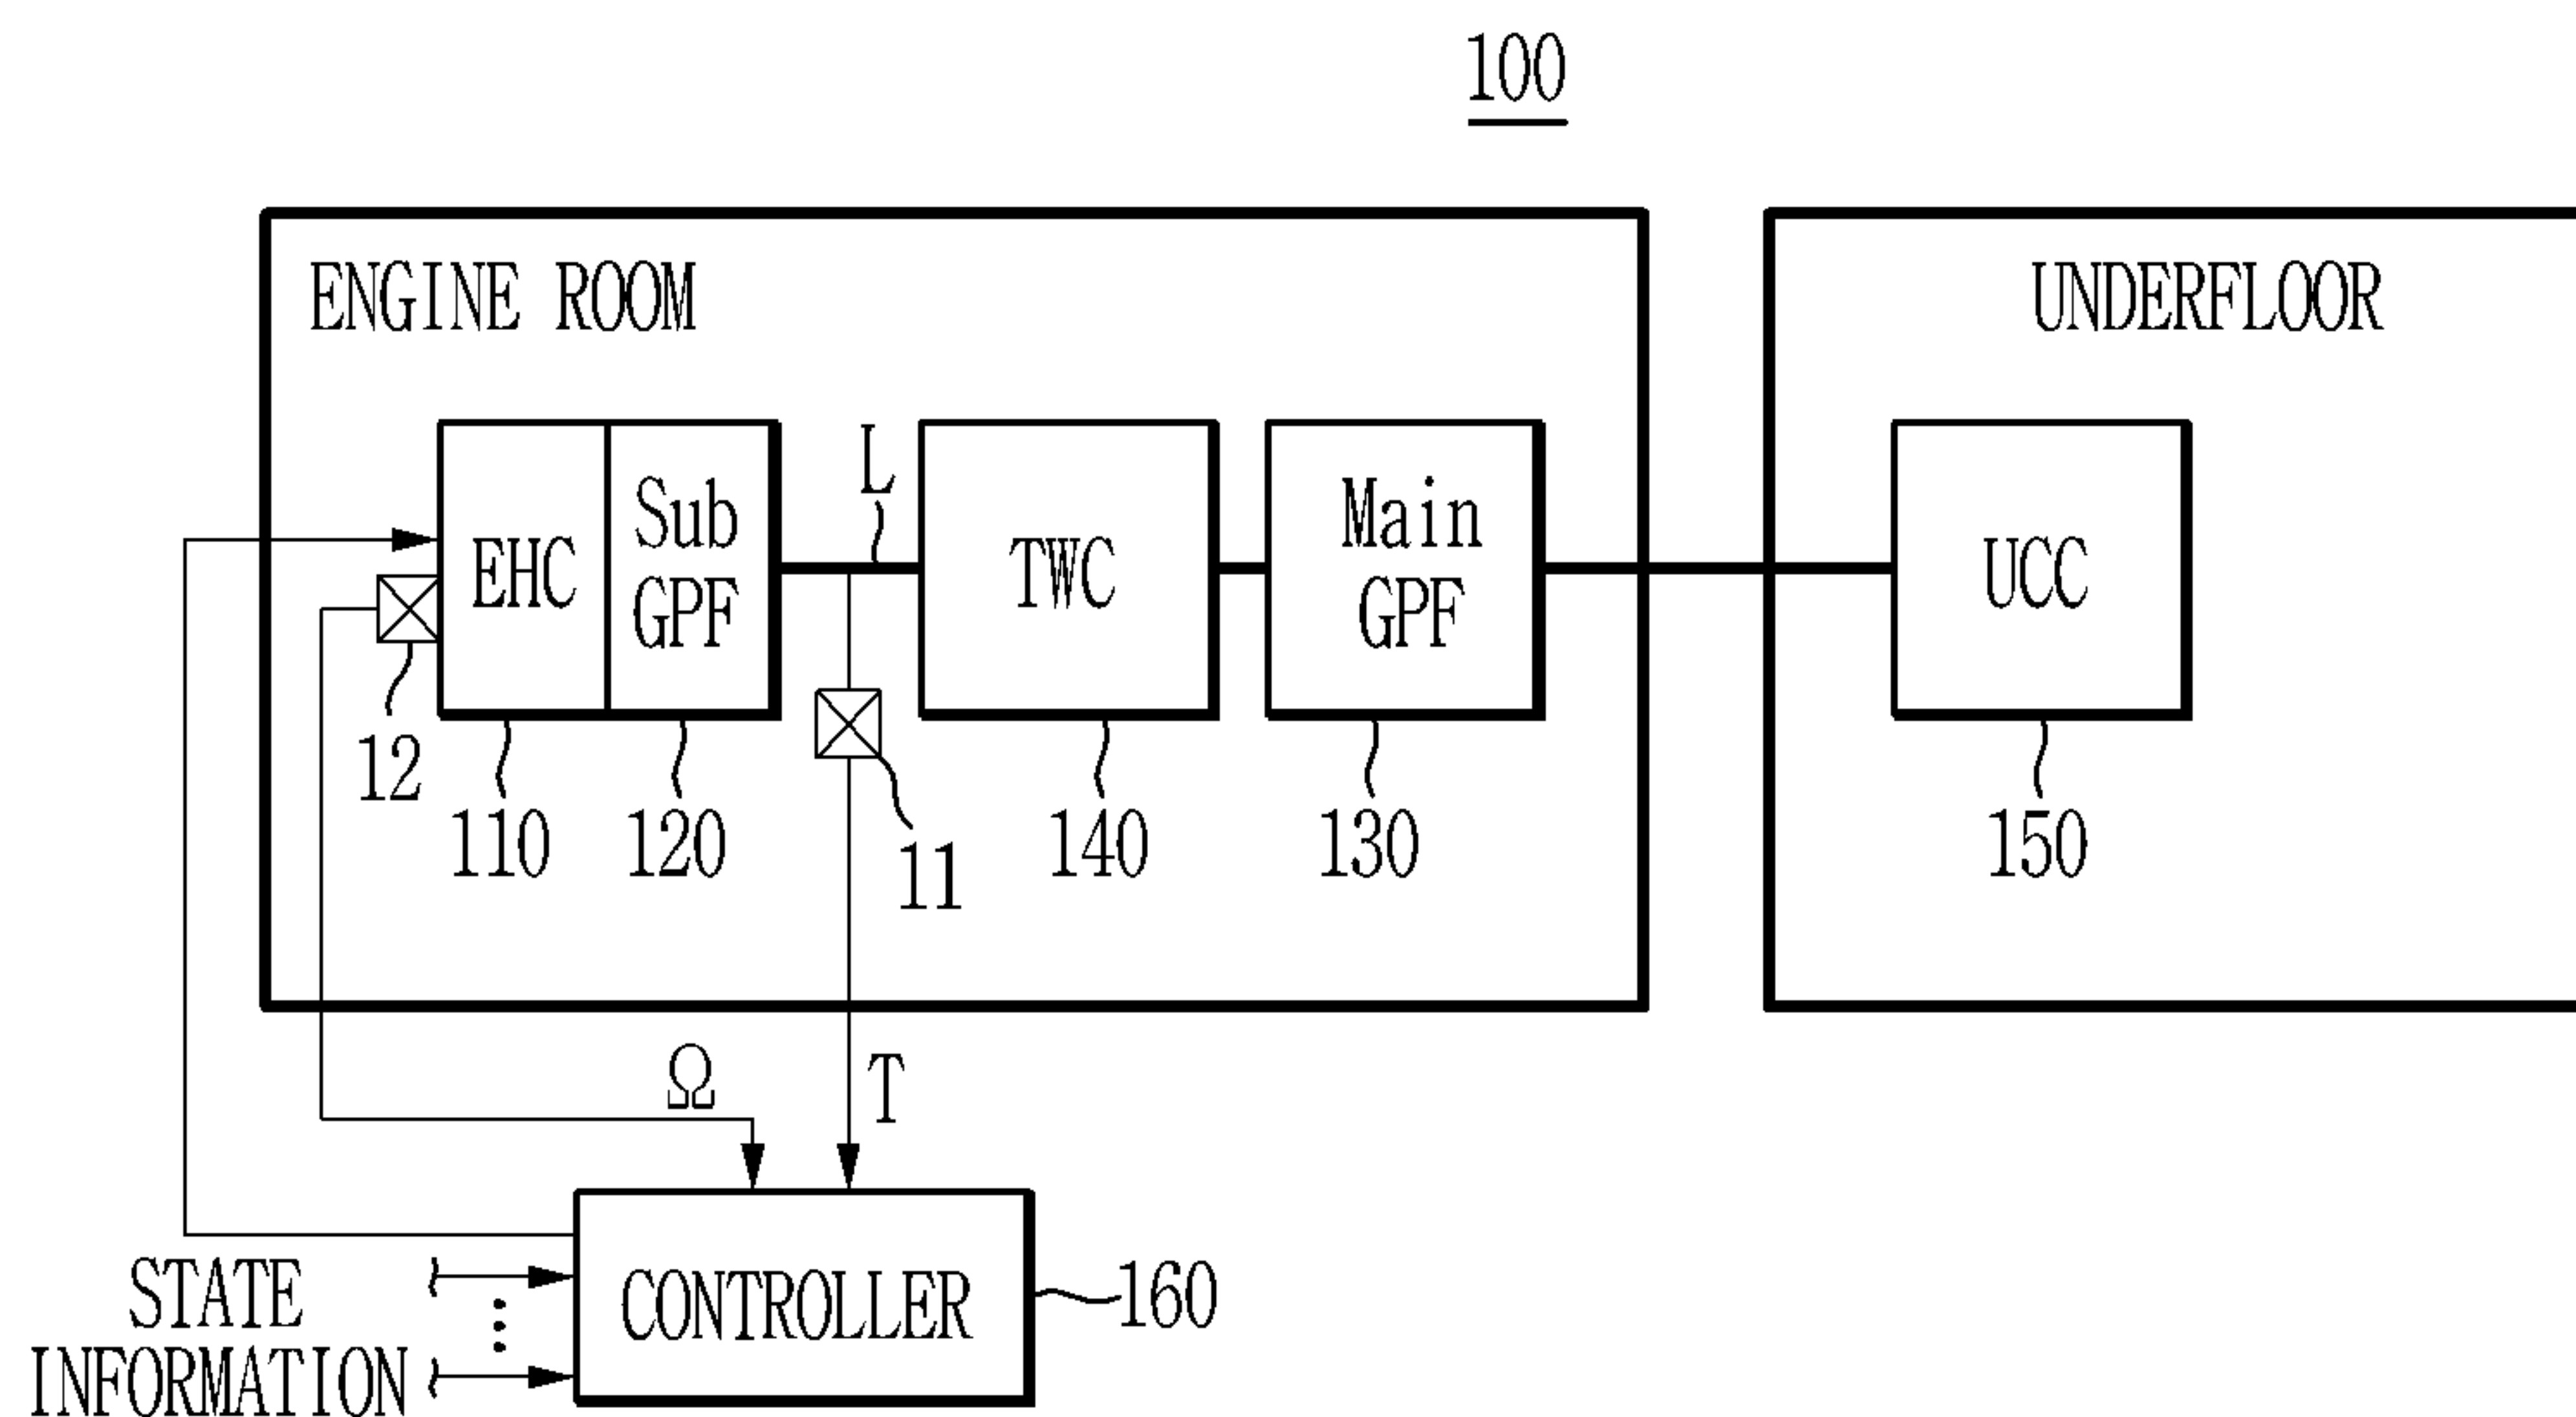 100
ENGINE ROOM
UNDERFLOOR
L
EHC
Sub
GPF
TWC
Main
GPF
UCC
12
110
120
11
140
130
150
Ω
T
STATE
INFORMATION
CONTROLLER
160